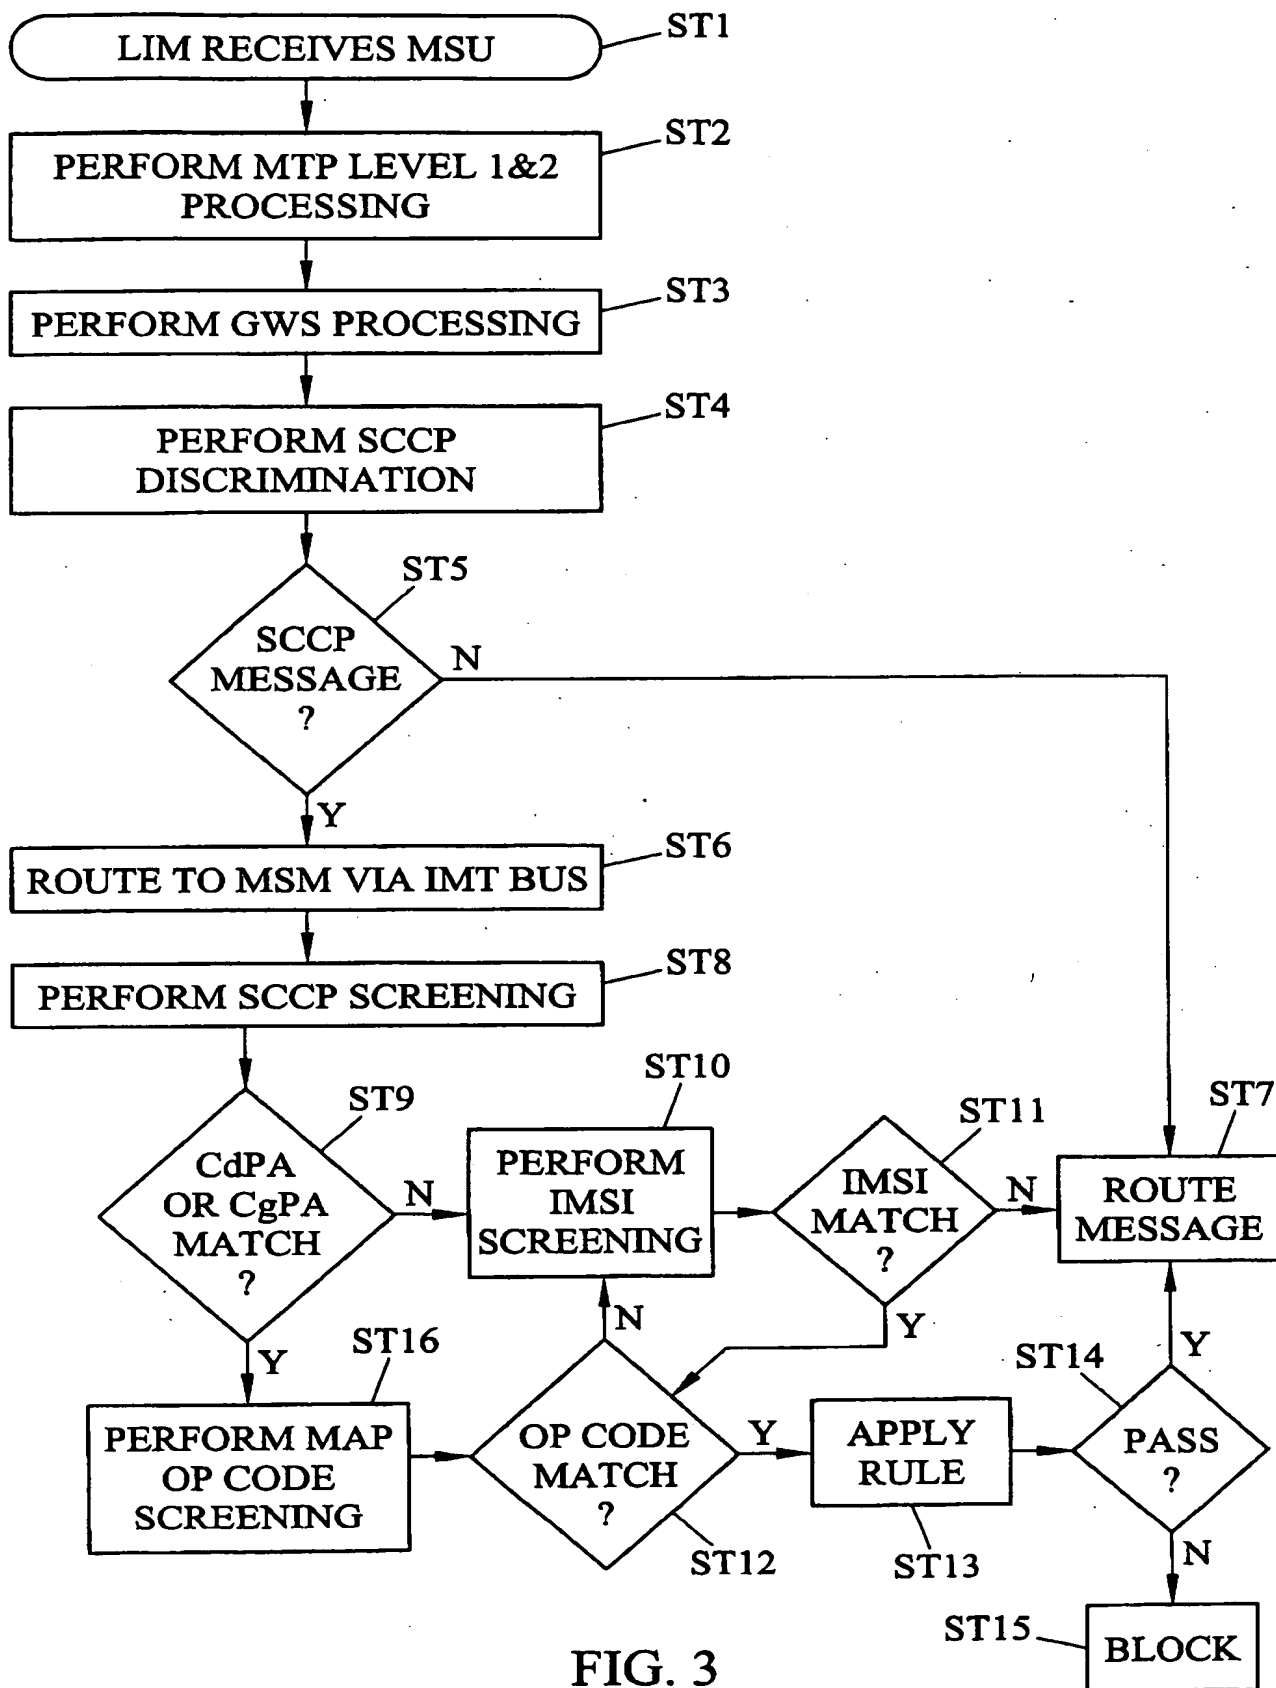 LIM RECEIVES MSU
ST1
PERFORM MTP LEVEL 1&2
PROCESSING
ST2
PERFORM GWS PROCESSING
ST3
PERFORM SCCP
DISCRIMINATION
ST4
SCCP
MESSAGE
?
ST5
N
Y
ROUTE TO MSM VIA IMT BUS
ST6
PERFORM SCCP SCREENING
ST8
CdPA
OR CgPA
MATCH
?
ST9
N
Y
PERFORM
IMSI
SCREENING
ST10
IMSI
MATCH
?
ST11
N
Y
ROUTE
MESSAGE
ST7
PERFORM MAP
OP CODE
SCREENING
ST16
OP CODE
MATCH
?
ST12
N
Y
APPLY
RULE
ST13
PASS
?
ST14
Y
N
BLOCK
ST15
FIG. 3